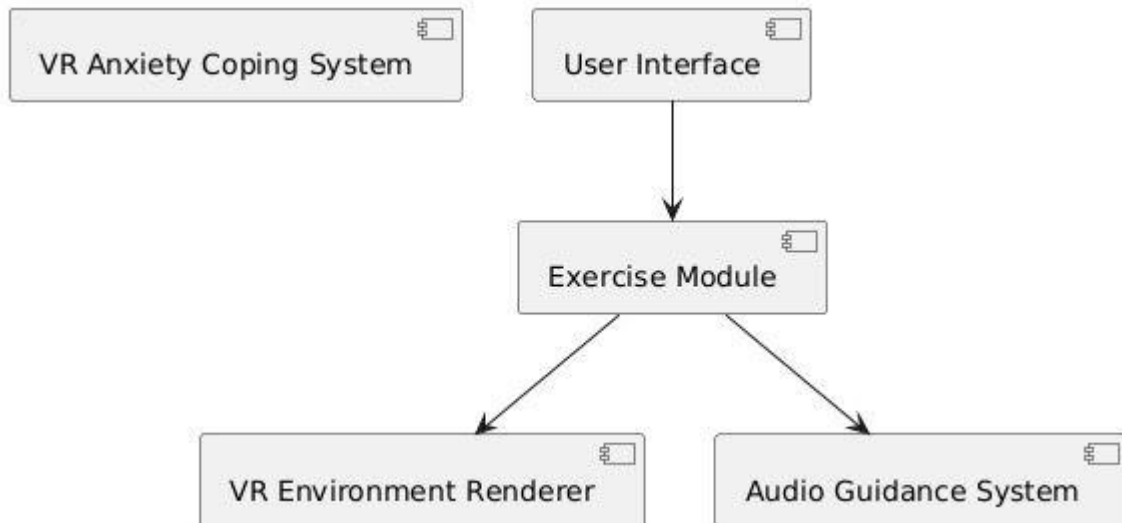 VR Anxiety Coping System
User Interface
Exercise Module
VR Environment Renderer
Audio Guidance System